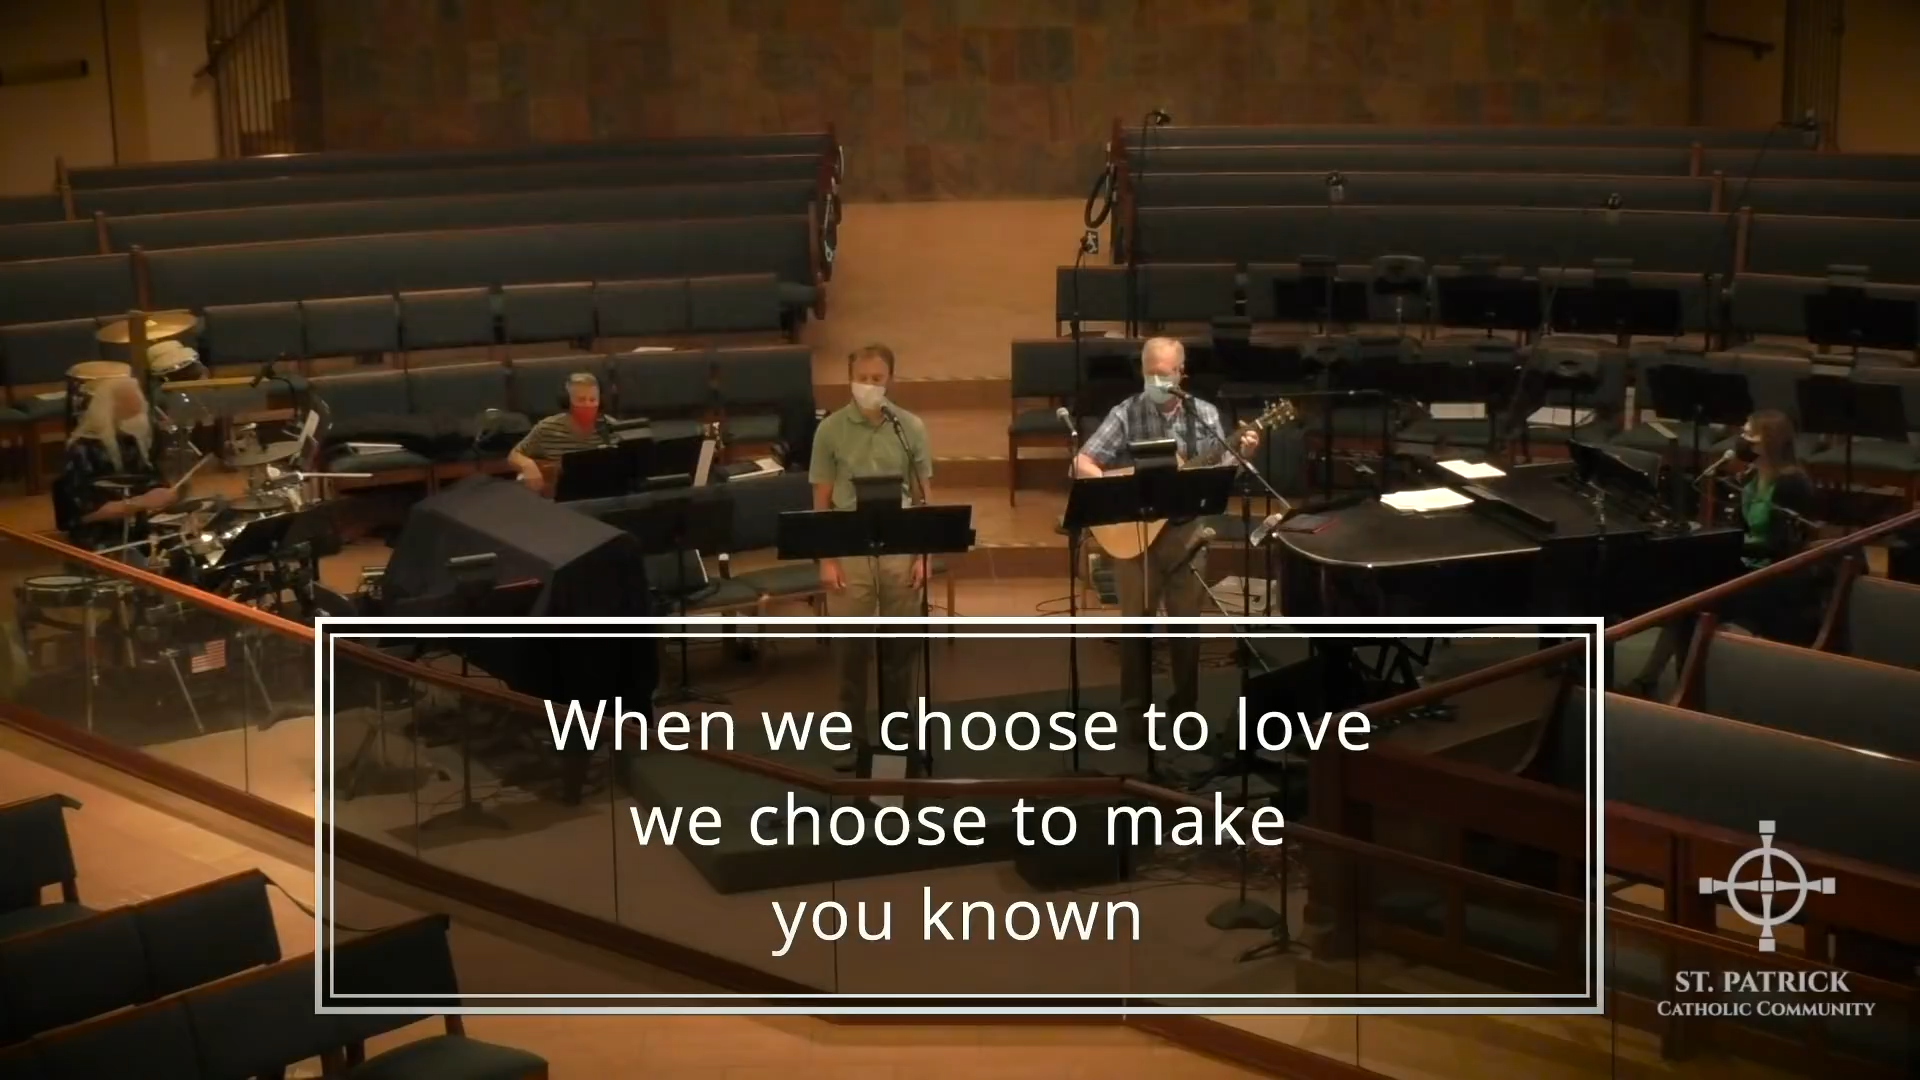 When we choose to love
we choose to make
you known
ST. PATRICK
CATHOLIC COMMUNITY